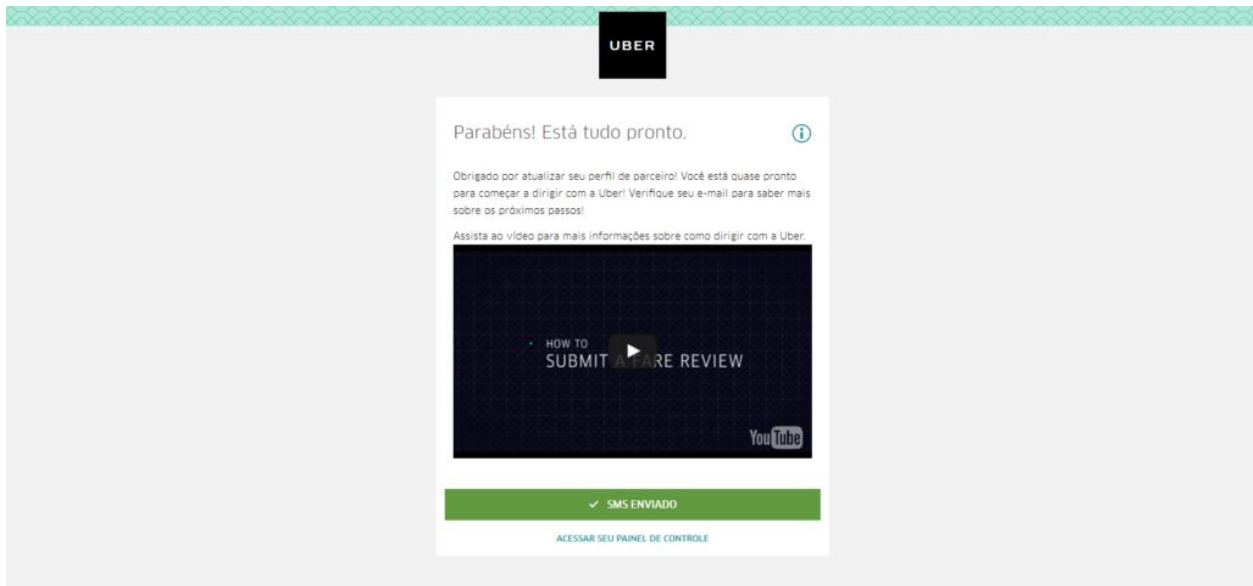 UBER
Parabéns! Está tudo pronto.
Obrigado por atualizar seu perfil de parceiro! Você está quase pronto
para começar a dirigir com a Uber! Verifique seu e-mail para saber mais
sobre os próximos passos!
Assista ao vídeo para mais informações sobre como dirigir com a Uber.
HOW TO
SUBMIT A FARE REVIEW
YouTube
SMS ENVIADO
ACESSAR SEU PAINEL DE CONTROLE